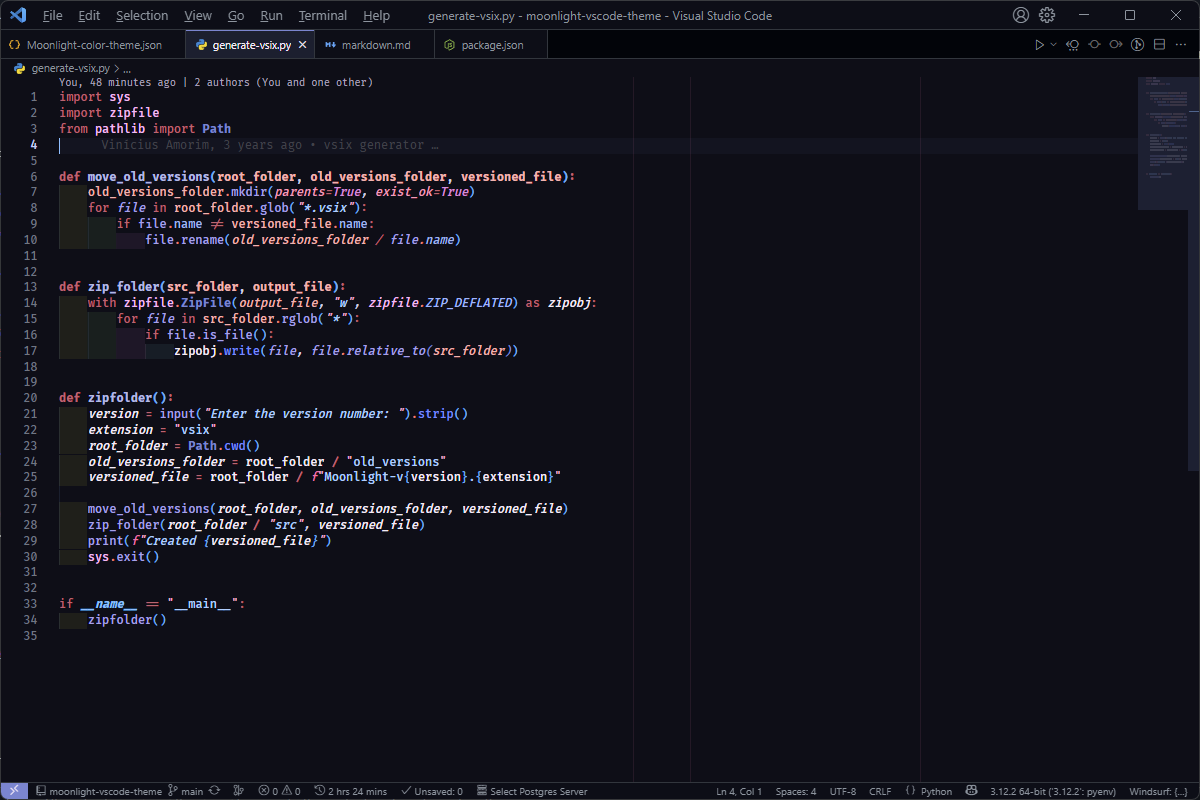 File Edit Selection View Go Run Terminal Help generate-vsix.py - moonlight-vscode-theme - Visual Studio Code
Moonlight-color-theme.json generate-vsix.py markdown.md package.json
generate-vsix.py > ...
You, 48 minutes ago | 2 authors (You and one other)
1 import sys
2 import zipfile
3 from pathlib import Path
4 Vinicius Amorim, 3 years ago • vsix generator …
5
6 def move_old_versions(root_folder, old_versions_folder, versioned_file):
7 old_versions_folder.mkdir(parents=True, exist_ok=True)
8 for file in root_folder.glob("*.vsix"):
9 if file.name ≠ versioned_file.name:
10 file.rename(old_versions_folder / file.name)
11
12
13 def zip_folder(src_folder, output_file):
14 with zipfile.ZipFile(output_file, "w", zipfile.ZIP_DEFLATED) as zipobj:
15 for file in src_folder.rglob("*"):
16 if file.is_file():
17 zipobj.write(file, file.relative_to(src_folder))
18
19
20 def zipfolder():
21 version = input("Enter the version number: ").strip()
22 extension = "vsix"
23 root_folder = Path.cwd()
24 old_versions_folder = root_folder / "old_versions"
25 versioned_file = root_folder / f"Moonlight-v{version}.{extension}"
26
27 move_old_versions(root_folder, old_versions_folder, versioned_file)
28 zip_folder(root_folder / "src", versioned_file)
29 print(f"Created {versioned_file}")
30 sys.exit()
31
32
33 if __name__ == "__main__":
34 zipfolder()
35
moonlight-vscode-theme main 0 0 2 hrs 24 mins Unsaved: 0 Select Postgres Server Ln 4, Col 1 Spaces: 4 UTF-8 CRLF {} Python 3.12.2 64-bit ('3.12.2': pyenv) Windsurf: {...}